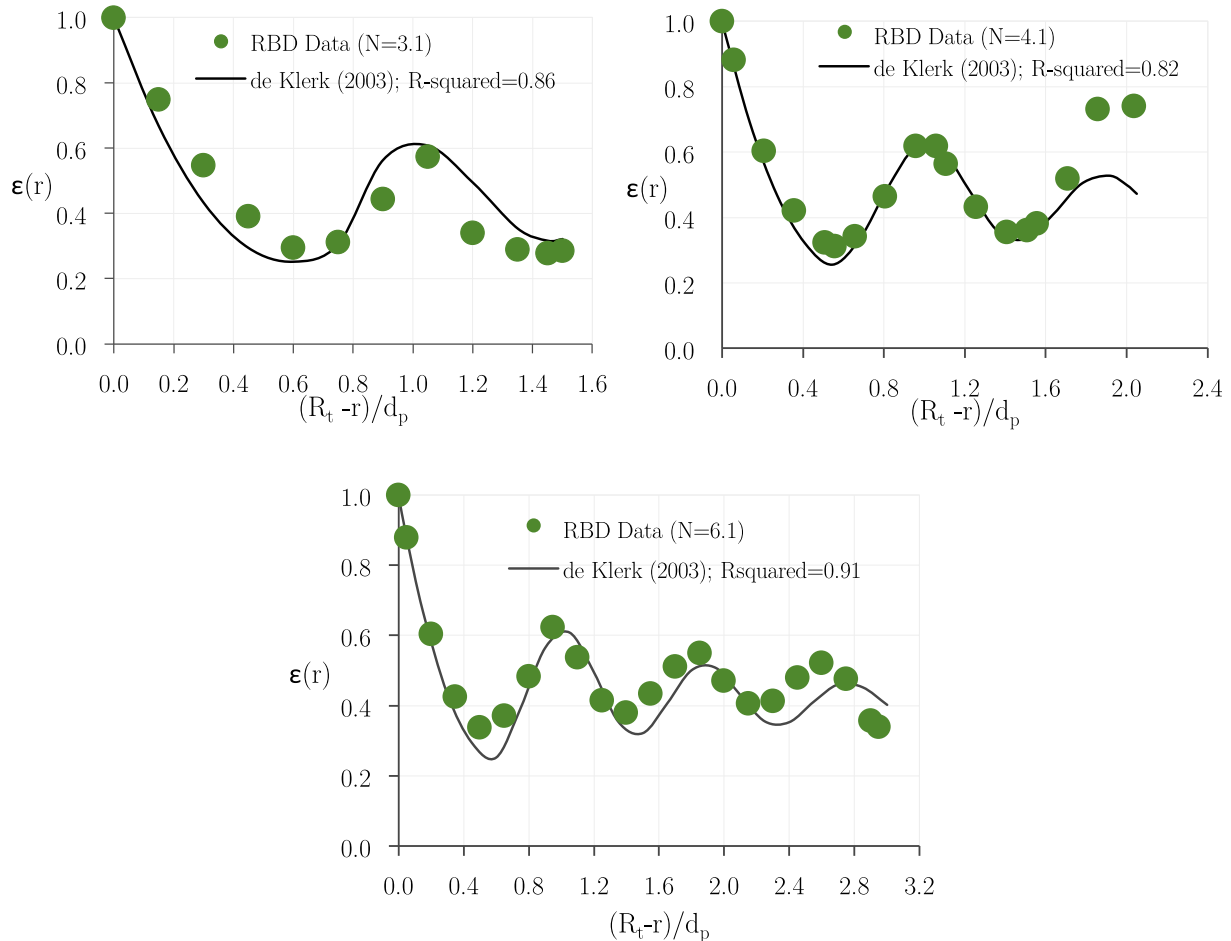 1.0
0.8
0.6
0.4
0.2
0.0
ε(r)
RBD Data (N=3.1)
de Klerk (2003); R-squared=0.86
0.0 0.2 0.4 0.6 0.8 1.0 1.2 1.4 1.6
(Rₜ -r)/dₚ
1.0
0.8
0.6
0.4
0.2
0.0
ε(r)
RBD Data (N=4.1)
de Klerk (2003); R-squared=0.82
0.0 0.4 0.8 1.2 1.6 2.0 2.4
(Rₜ -r)/dₚ
1.0
0.8
0.6
0.4
0.2
0.0
ε(r)
RBD Data (N=6.1)
de Klerk (2003); Rsquared=0.91
0.0 0.4 0.8 1.2 1.6 2.0 2.4 2.8 3.2
(Rₜ-r)/dₚ